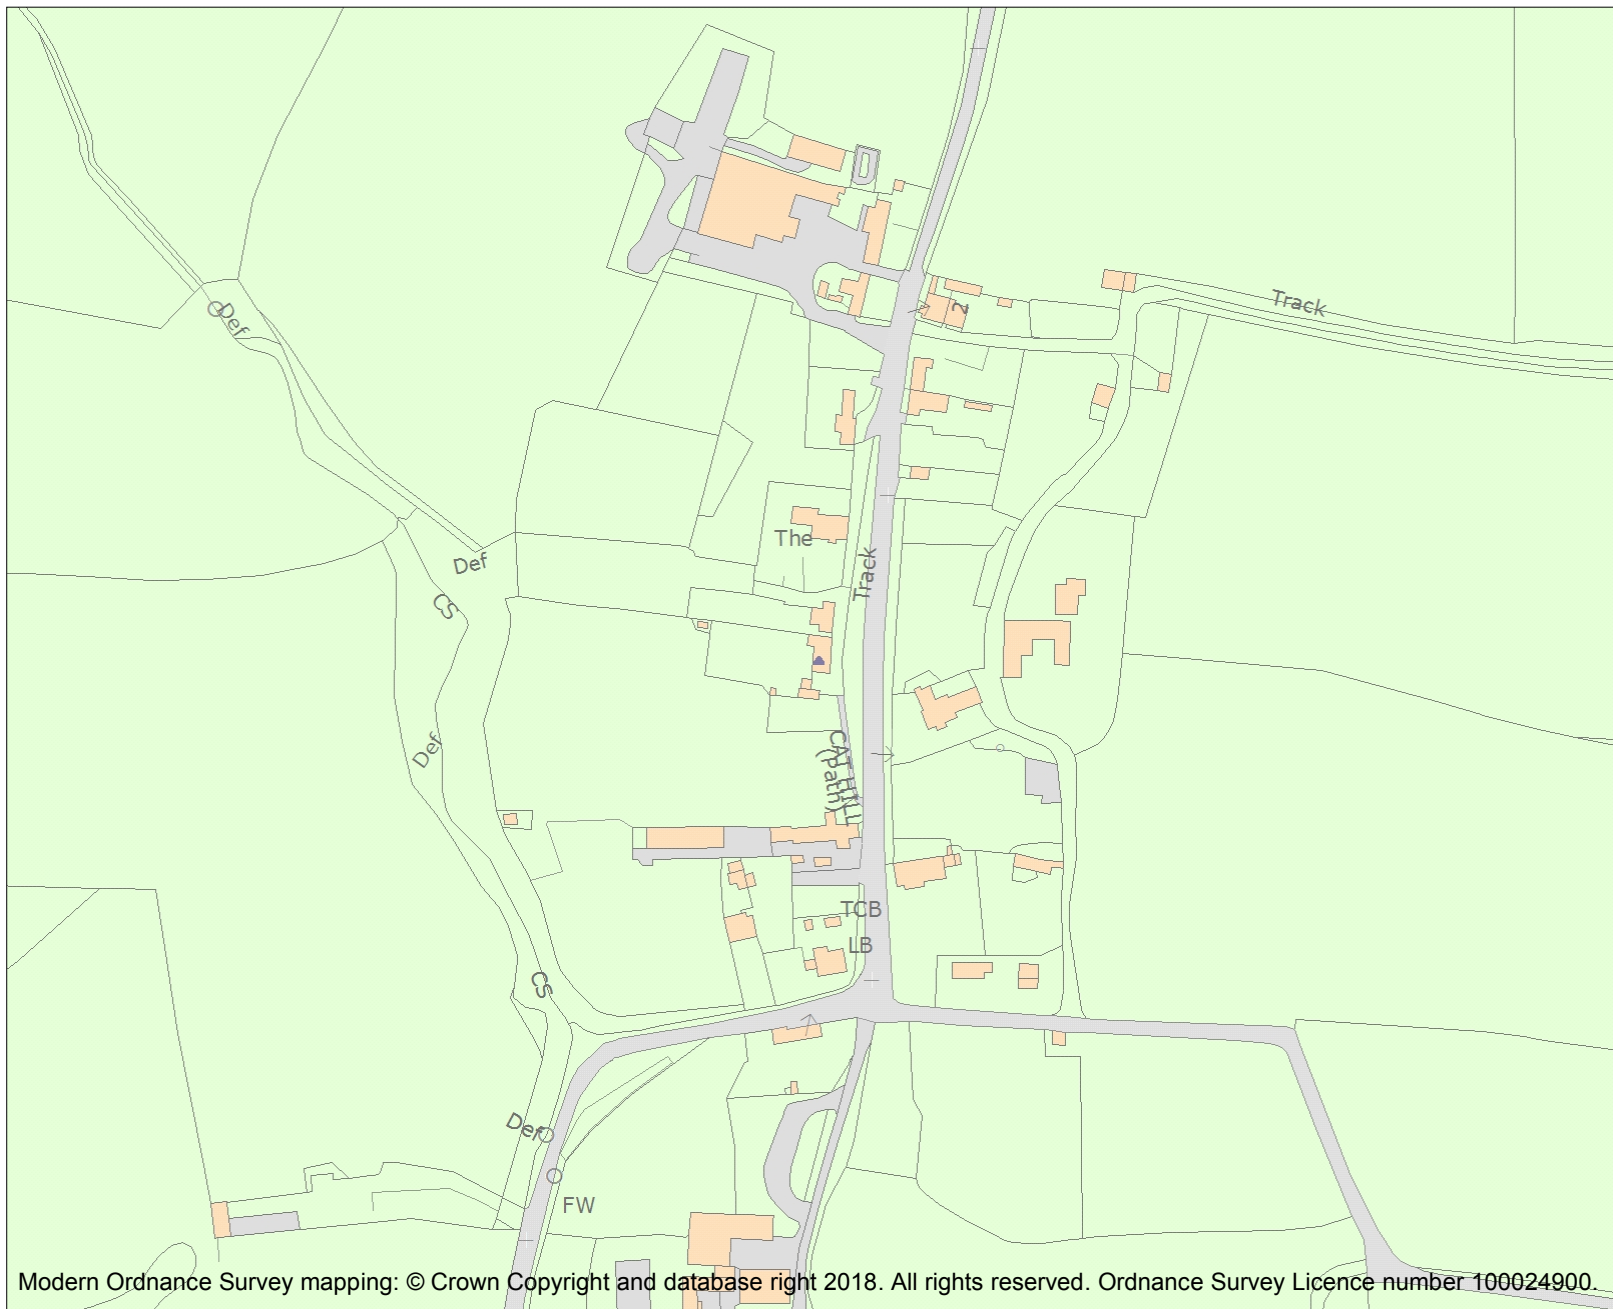 Track
Def
2
The
Track
Def
CS
Def
CAT HILL
(Path)
TCB
LB
CS
Def
FW
Modern Ordnance Survey mapping: © Crown Copyright and database right 2018. All rights reserved. Ordnance Survey Licence number 100024900.